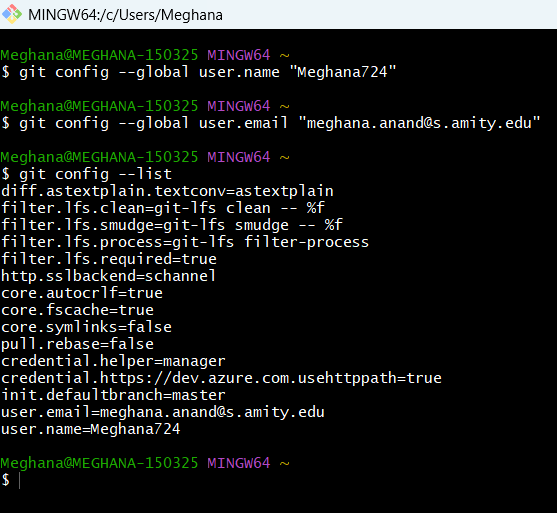 MINGW64:/c/Users/Meghana
Meghana@MEGHANA-150325 MINGW64 ~
$ git config --global user.name "Meghana724"
Meghana@MEGHANA-150325 MINGW64 ~
$ git config --global user.email "meghana.anand@s.amity.edu"
Meghana@MEGHANA-150325 MINGW64 ~
$ git config --list
diff.astextplain.textconv=astextplain
filter.lfs.clean=git-lfs clean -- %f
filter.lfs.smudge=git-lfs smudge -- %f
filter.lfs.process=git-lfs filter-process
filter.lfs.required=true
http.sslbackend=schannel
core.autocrlf=true
core.fscache=true
core.symlinks=false
pull.rebase=false
credential.helper=manager
credential.https://dev.azure.com.usehttppath=true
init.defaultbranch=master
user.email=meghana.anand@s.amity.edu
user.name=Meghana724
Meghana@MEGHANA-150325 MINGW64 ~
$